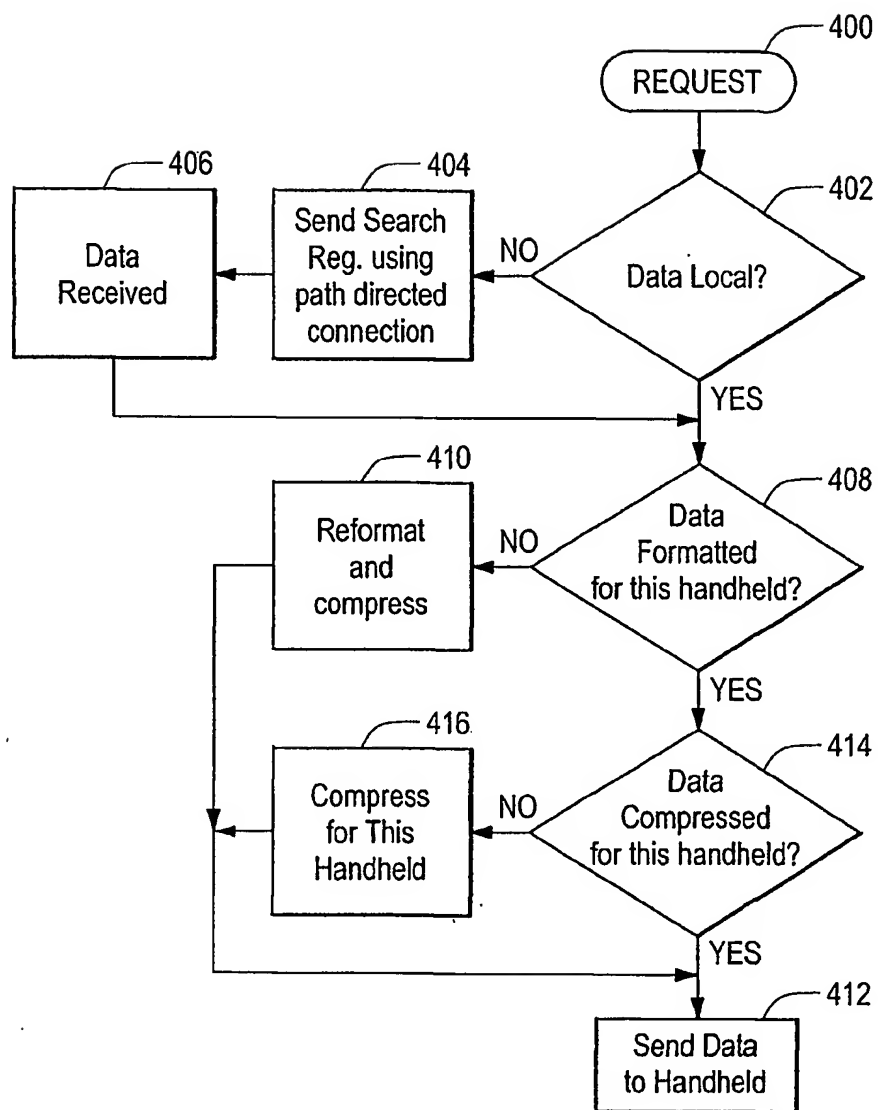 400
REQUEST
406
404
402
Data
Received
Send Search
Reg. using
path directed
connection
NO
Data Local?
YES
410
408
Reformat
and
compress
NO
Data
Formatted
for this handheld?
YES
416
414
Compress
for This
Handheld
NO
Data
Compressed
for this handheld?
YES
412
Send Data
to Handheld